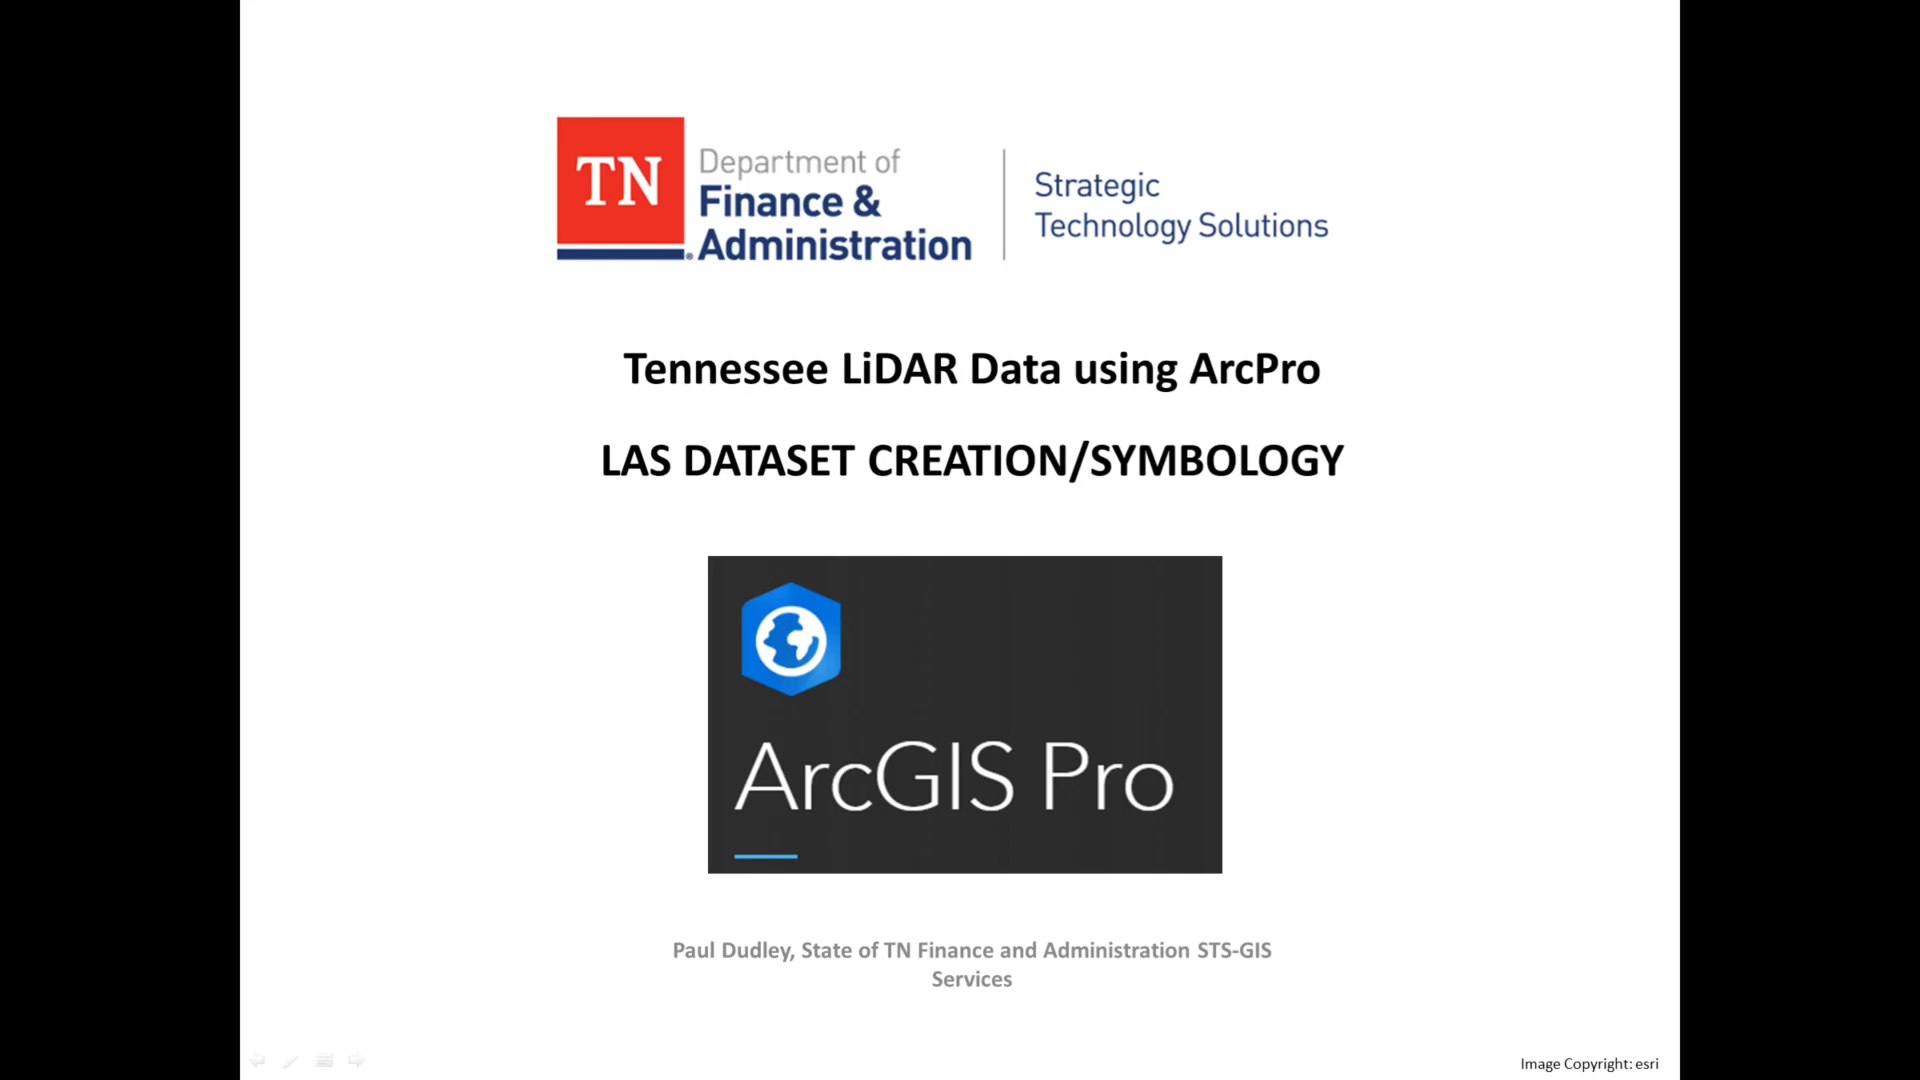 TN
Department of
Finance &
Administration
Strategic
Technology Solutions
Tennessee LiDAR Data using ArcPro
LAS DATASET CREATION/SYMBOLOGY
ArcGIS Pro
Paul Dudley, State of TN Finance and Administration STS-GIS
Services
Image Copyright: esri